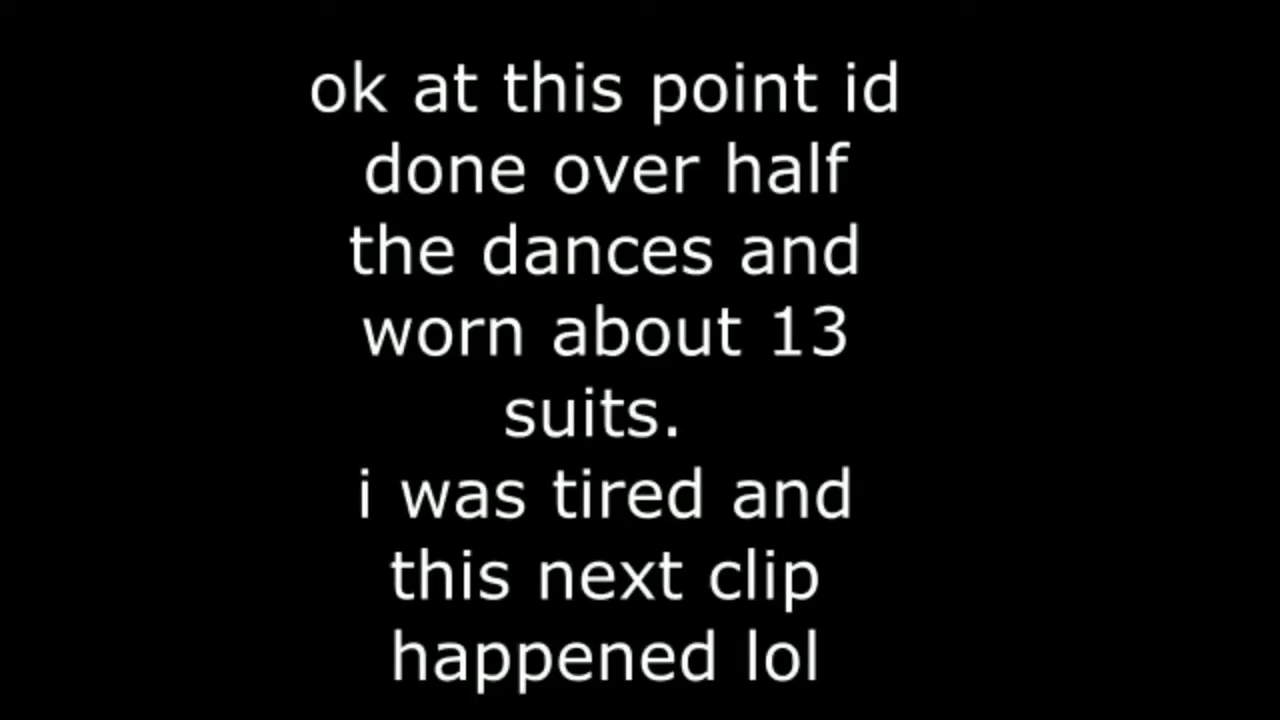 ok at this point id
done over half
the dances and
worn about 13
suits.
i was tired and
this next clip
happened lol